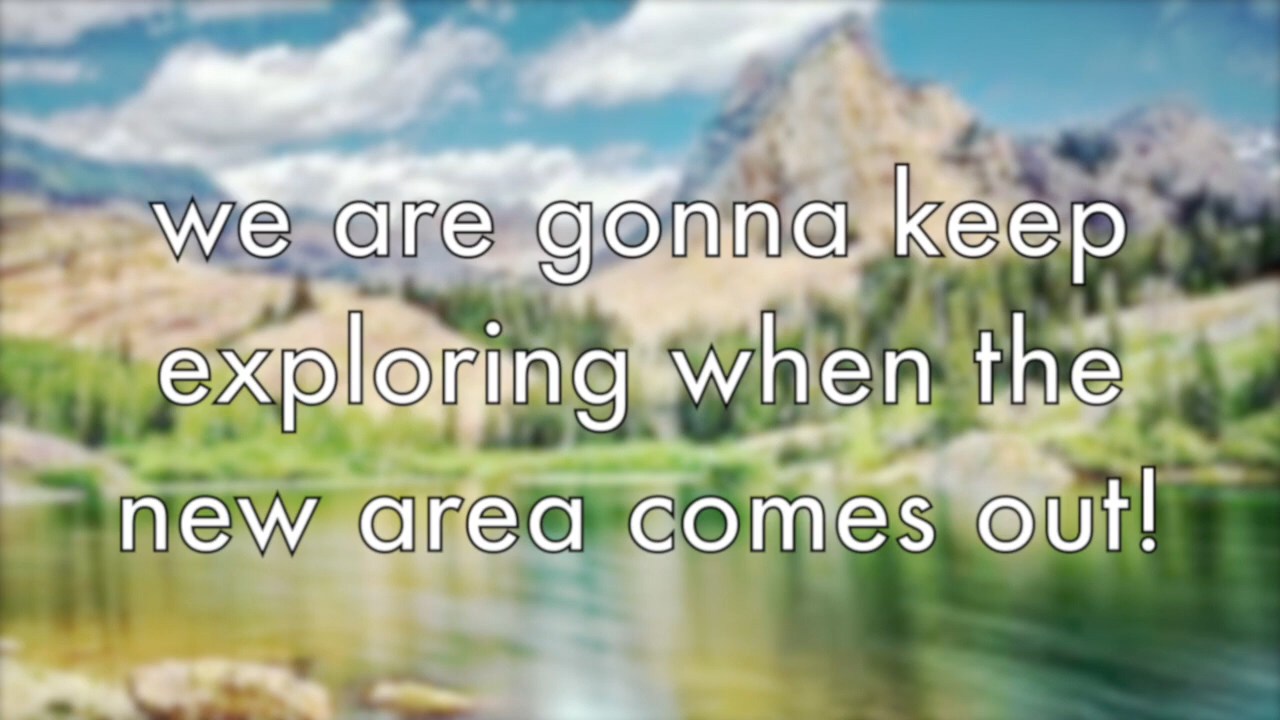 we are gonna keep
exploring when the
new area comes out!